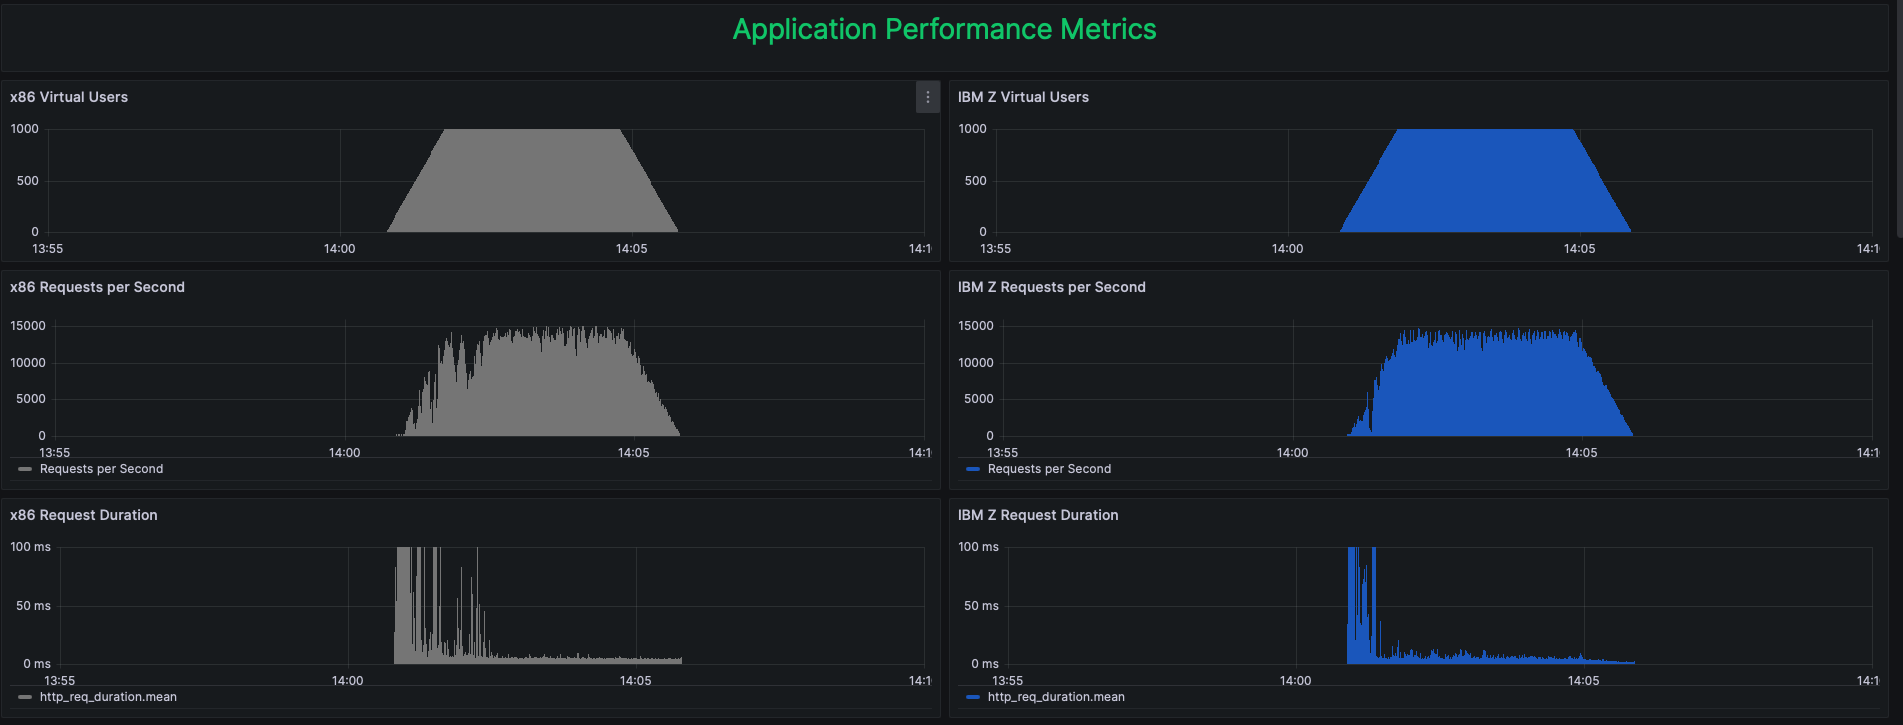 Application Performance Metrics
x86 Virtual Users
1000
500
0
13:55 14:00 14:05 14:1
IBM Z Virtual Users
1000
500
0
13:55 14:00 14:05 14:1
x86 Requests per Second
15000
10000
5000
0
13:55 14:00 14:05 14:1
Requests per Second
IBM Z Requests per Second
15000
10000
5000
0
13:55 14:00 14:05 14:1
Requests per Second
x86 Request Duration
100 ms
50 ms
0 ms
13:55 14:00 14:05 14:1
http_req_duration.mean
IBM Z Request Duration
100 ms
50 ms
0 ms
13:55 14:00 14:05 14:1
http_req_duration.mean